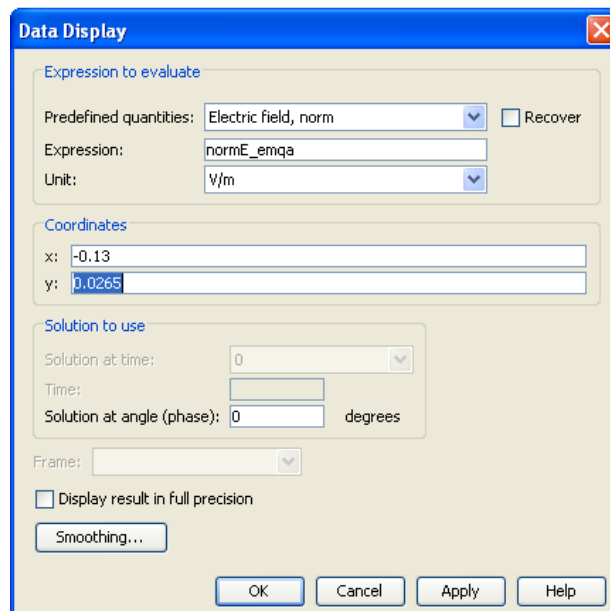 Data Display
Expression to evaluate
Predefined quantities: Electric field, norm Recover
Expression: normE_emqa
Unit: V/m
Coordinates
x: -0.13
y: 0.0265
Solution to use
Solution at time: 0
Time:
Solution at angle (phase): 0 degrees
Frame:
Display result in full precision
Smoothing...
OK Cancel Apply Help